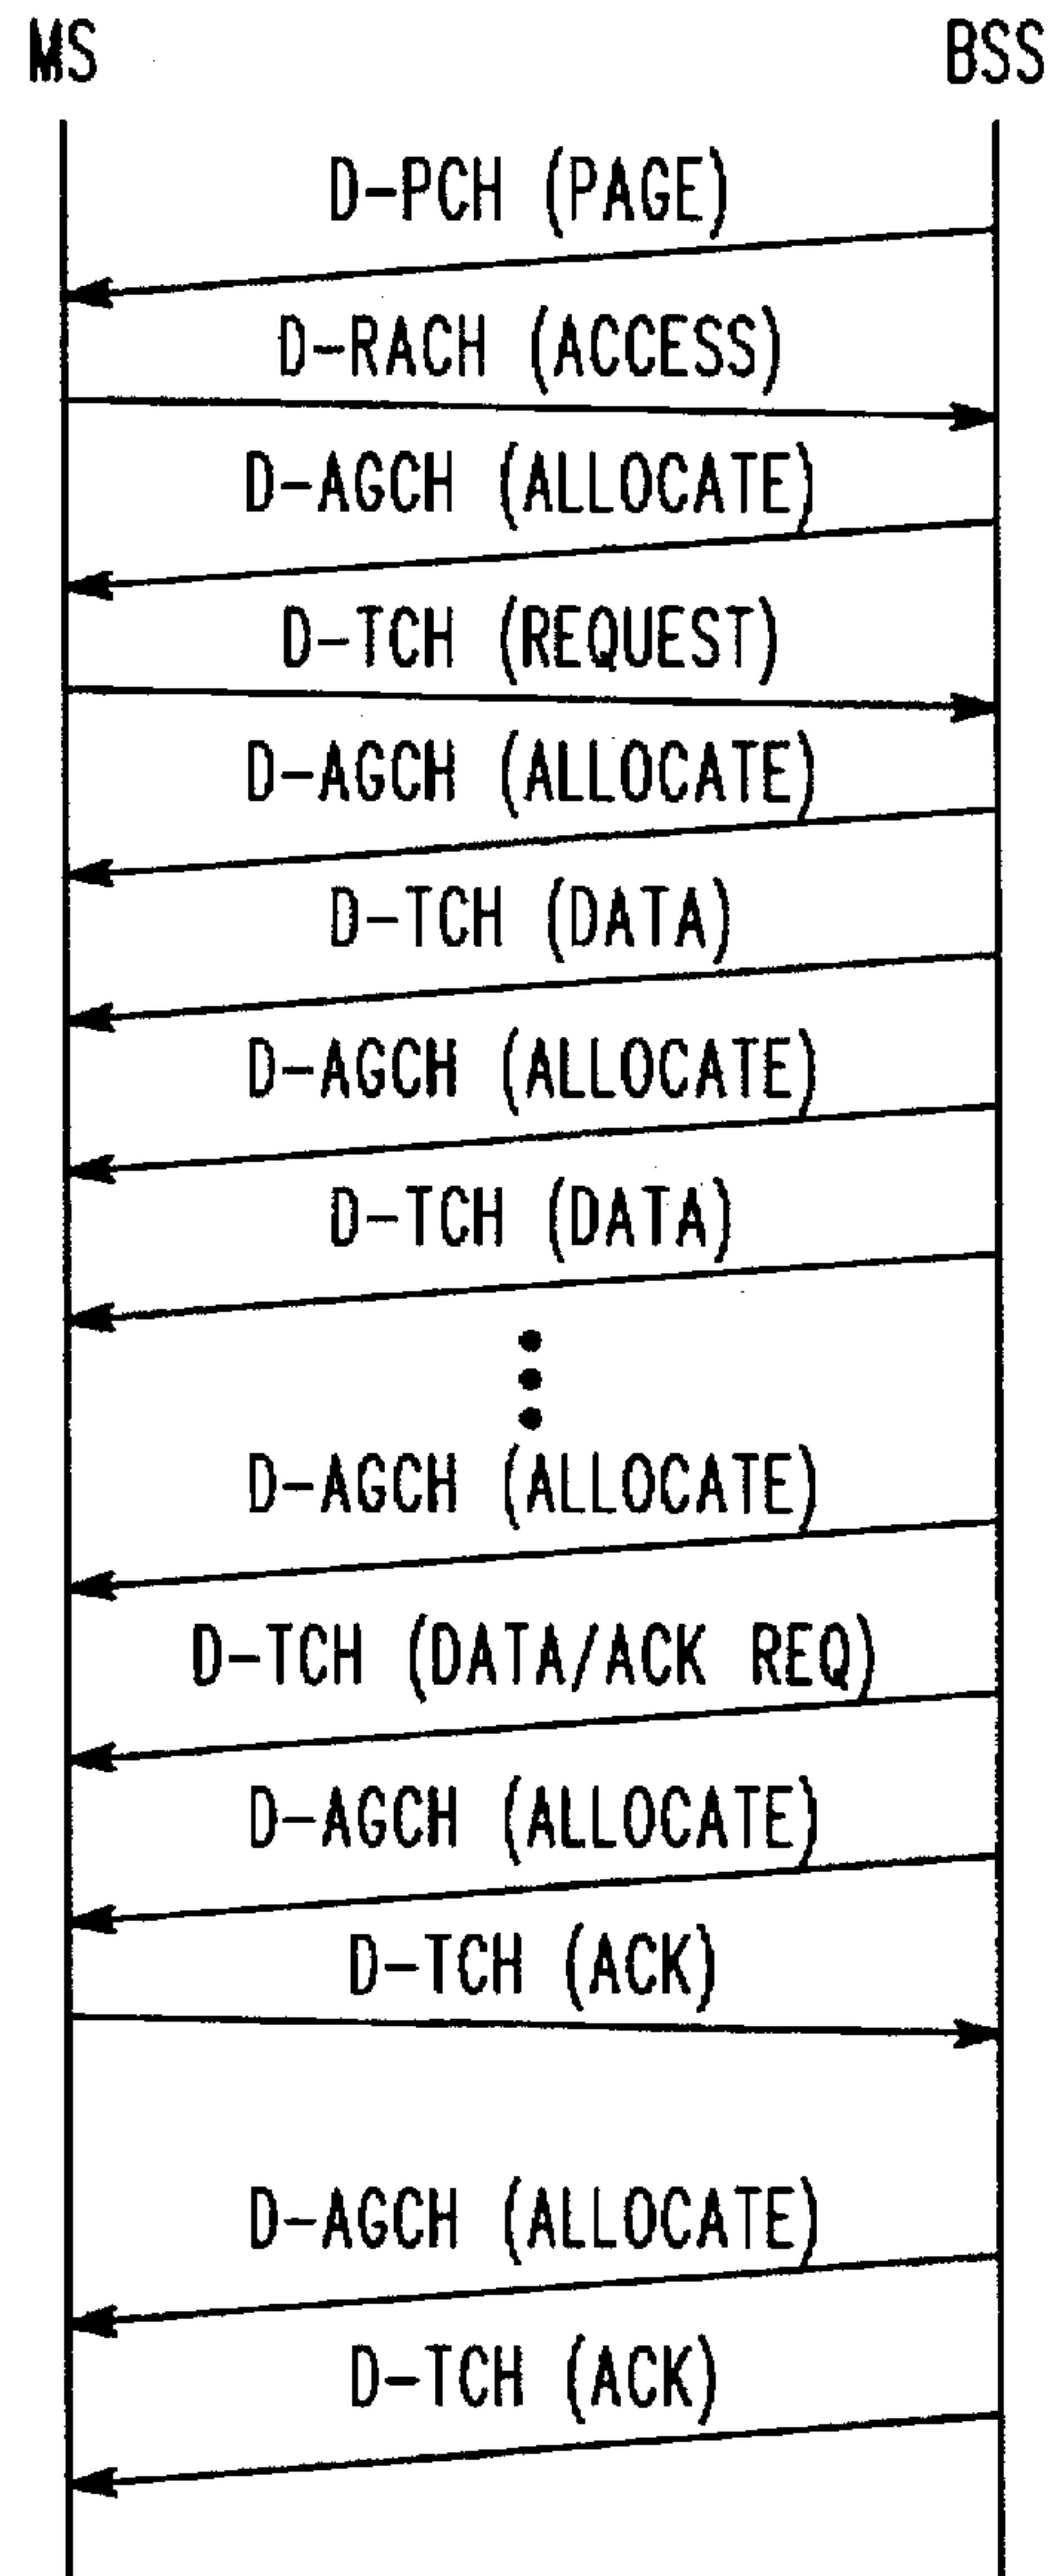 MS BSS
D-PCH (PAGE)
D-RACH (ACCESS)
D-AGCH (ALLOCATE)
D-TCH (REQUEST)
D-AGCH (ALLOCATE)
D-TCH (DATA)
D-AGCH (ALLOCATE)
D-TCH (DATA)
D-AGCH (ALLOCATE)
D-TCH (DATA/ACK REQ)
D-AGCH (ALLOCATE)
D-TCH (ACK)
D-AGCH (ALLOCATE)
D-TCH (ACK)